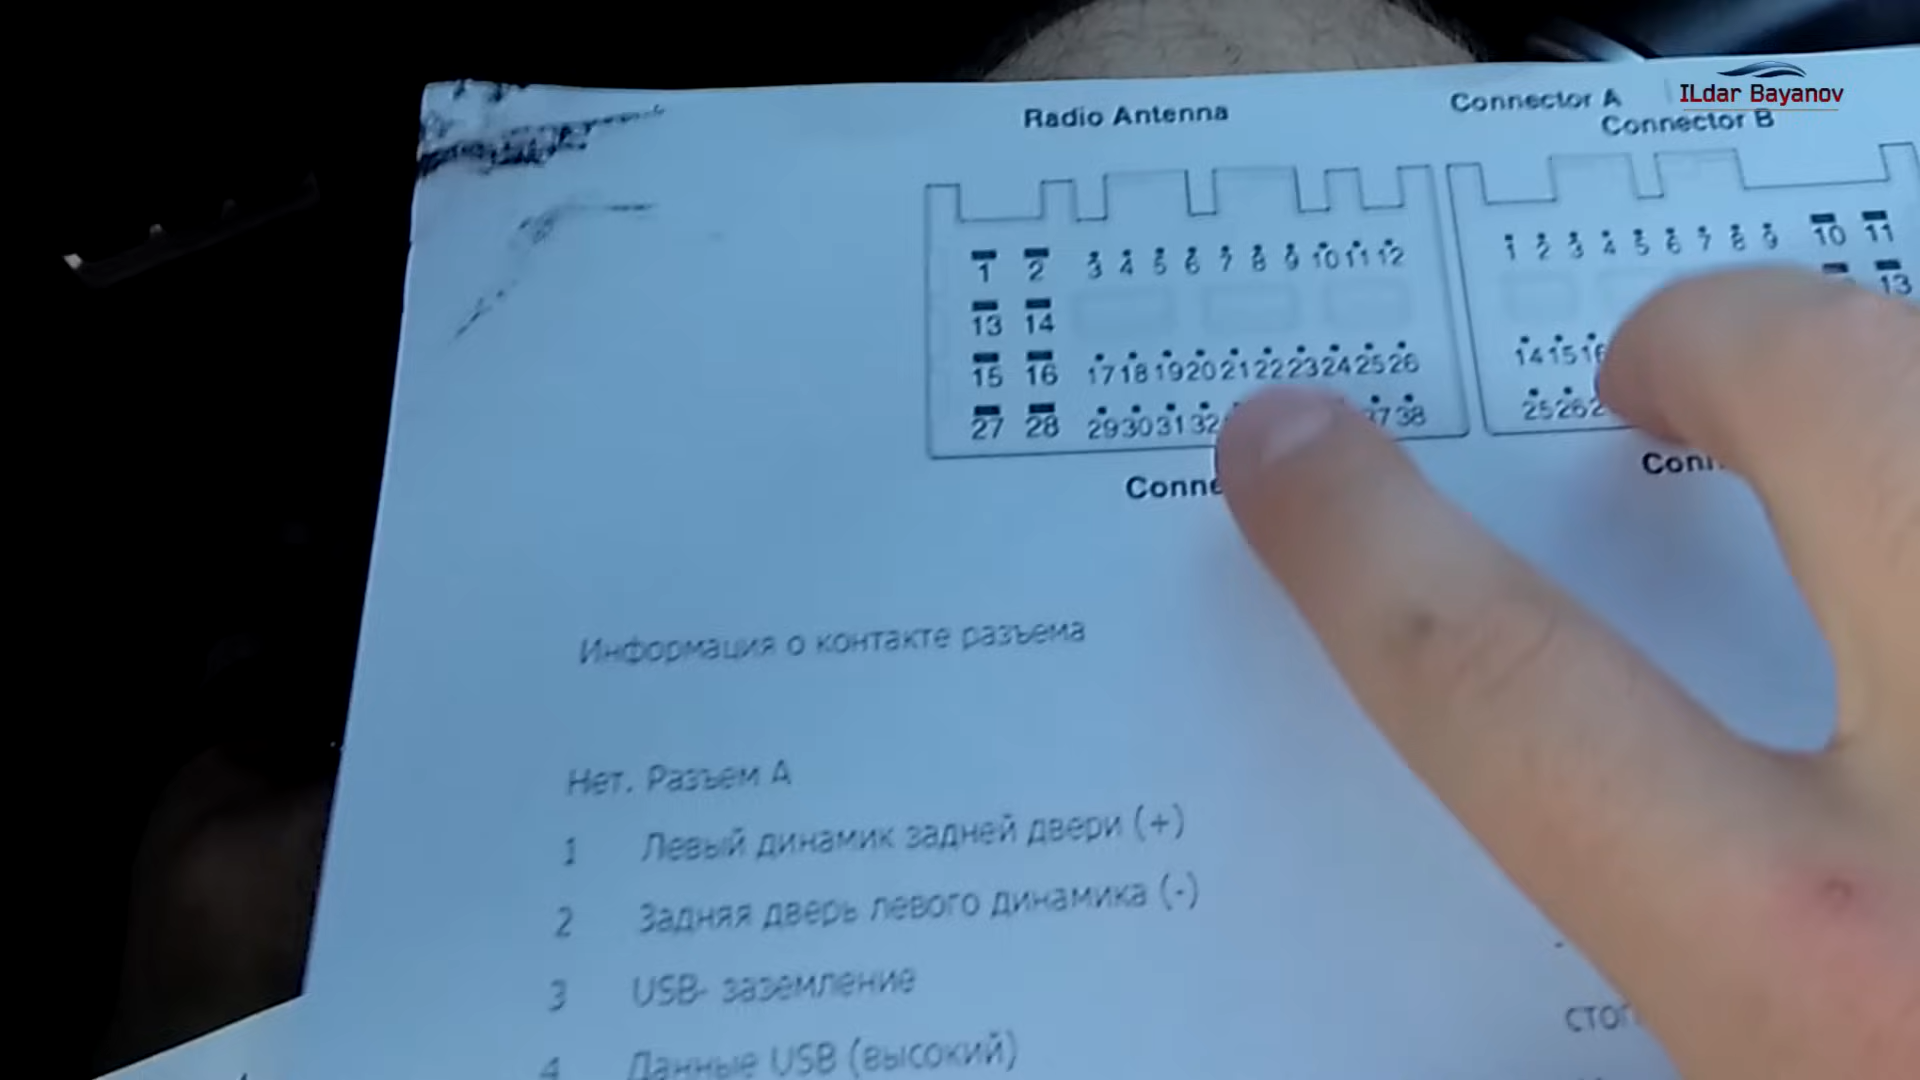 ILdar Bayanov
Radio Antenna
Connector A
Connector B
1 2 3 4 5 6 7 8 9 10 11 12
13 14
15 16 17 18 19 20 21 22 23 24 25 26
27 28 29 30 31 32 37 38
1 2 3 4 5 6 7 8 9 10 11
13
14 15 16
25 26
Информация о контакте разъема
Нет. Разъем А
1 Левый динамик задней двери (+)
2 Задняя дверь левого динамика (-)
3 USB- заземление
4 Данные USB (высокий)